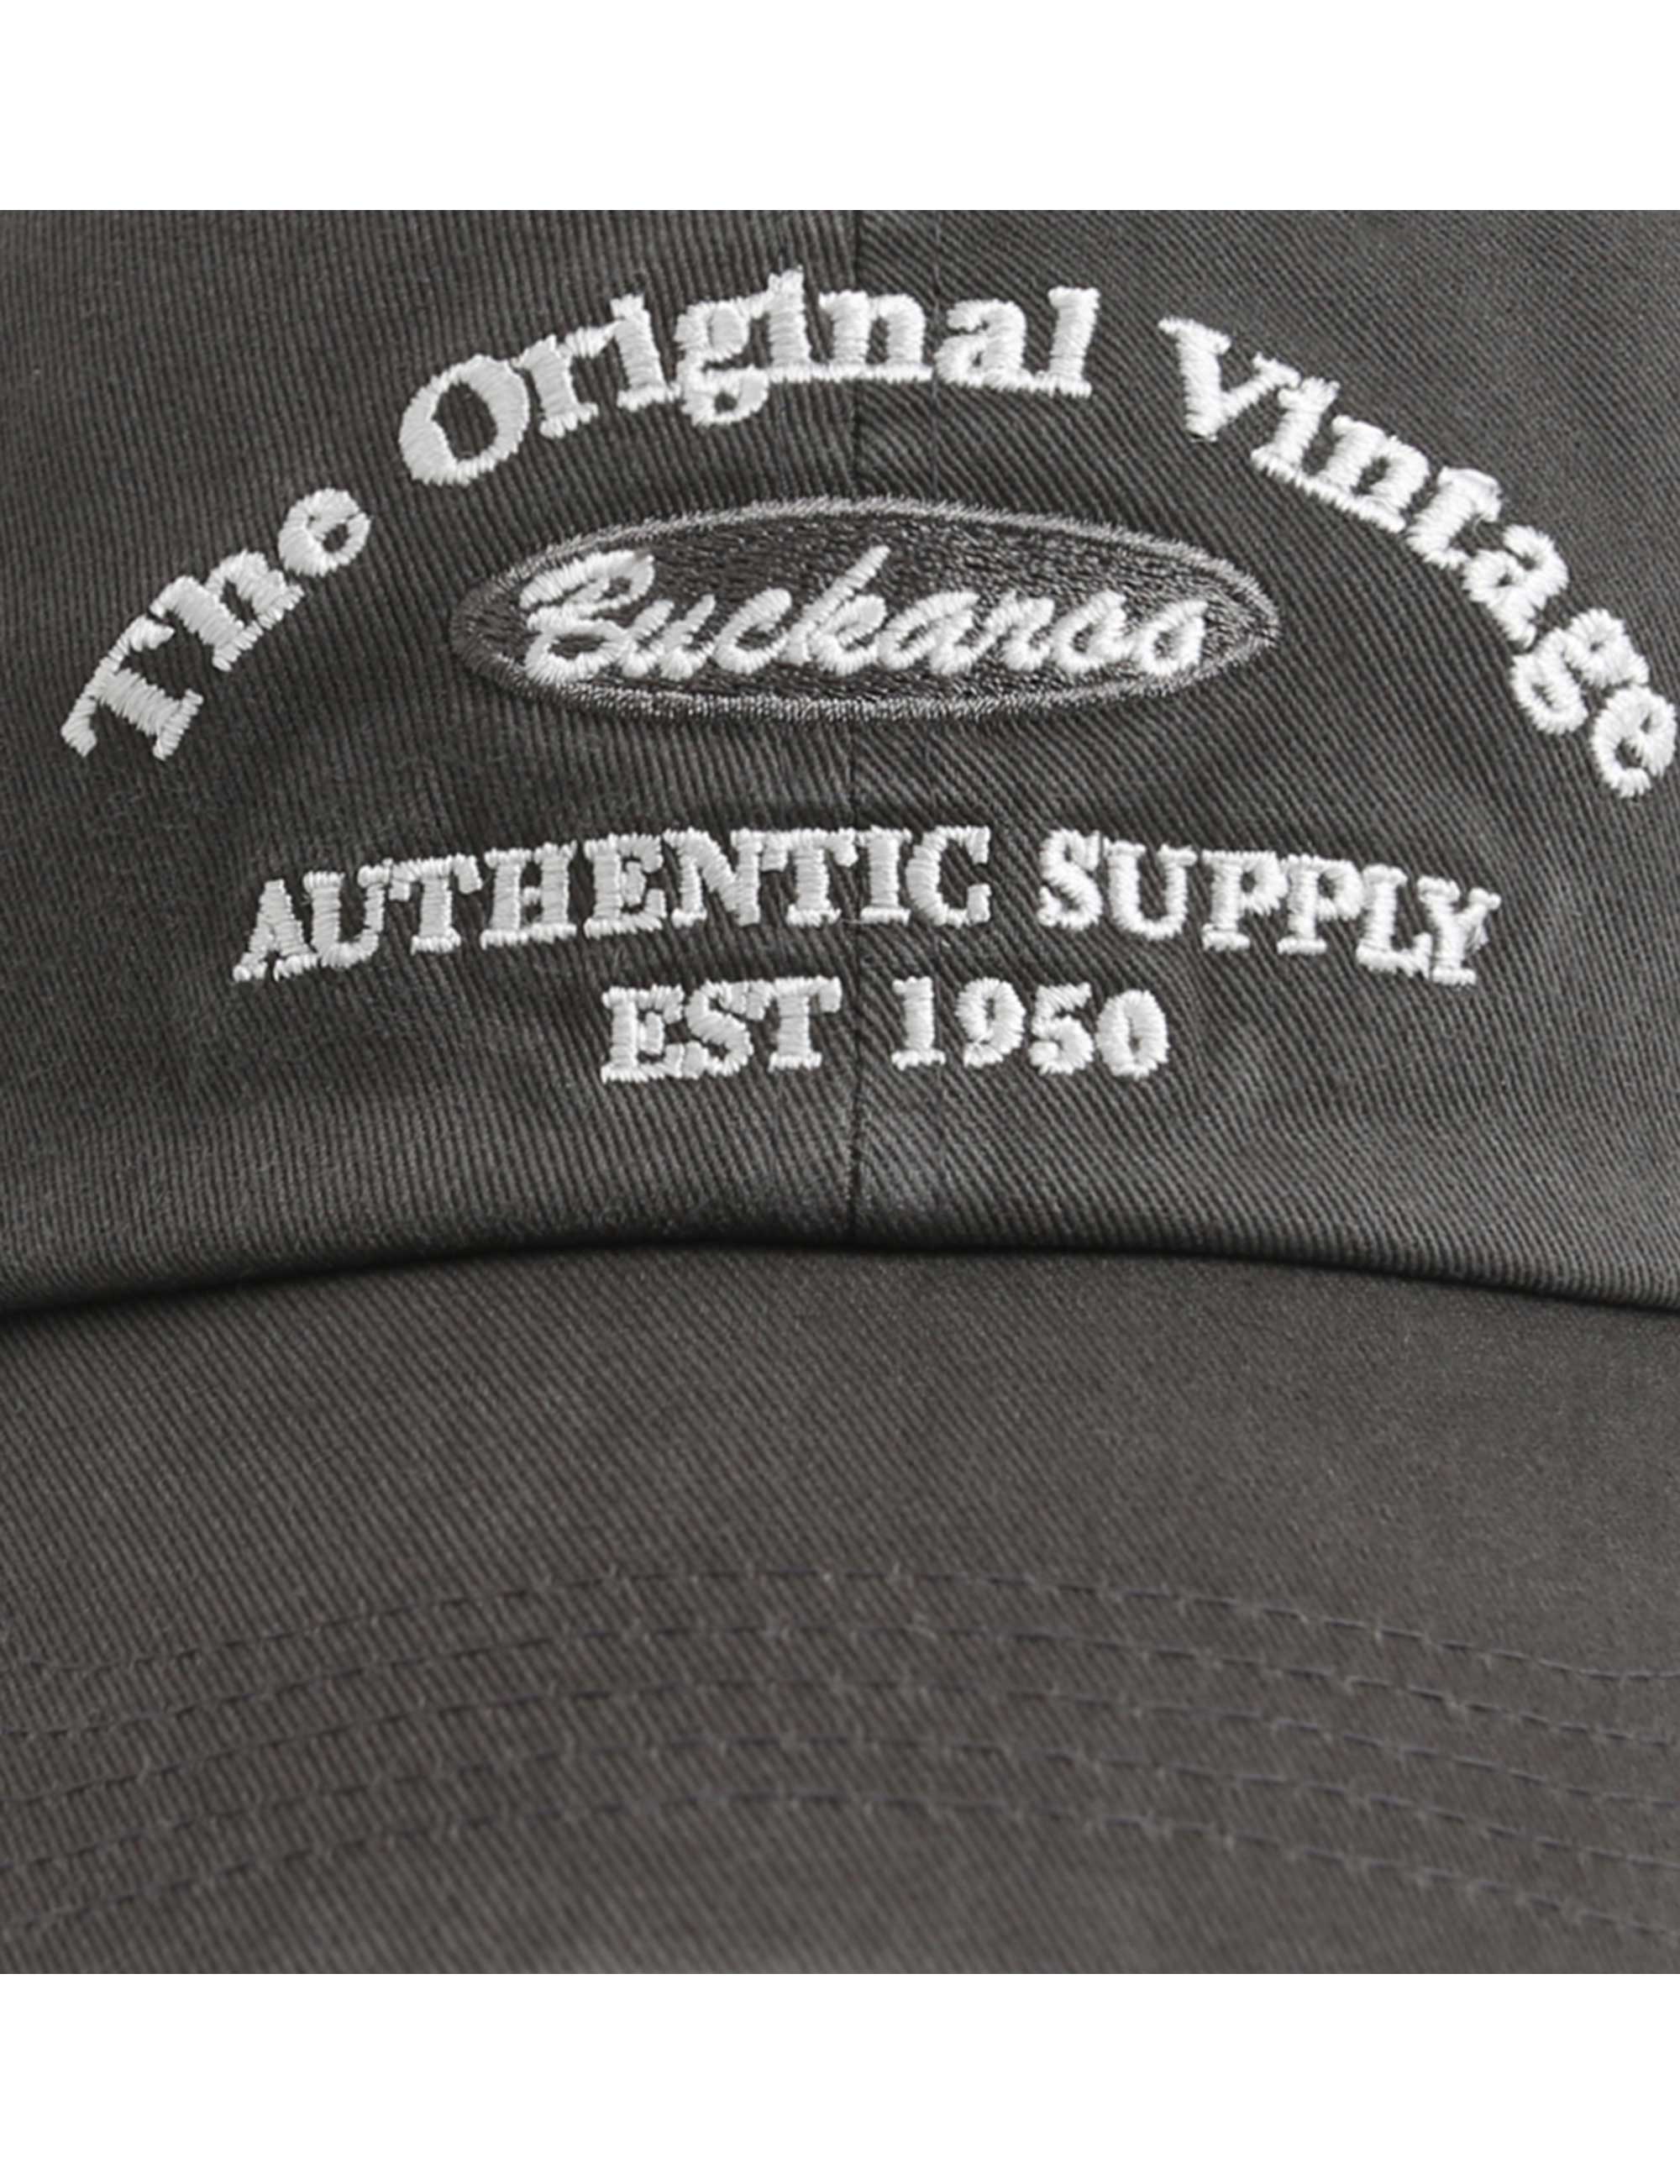 The Original Vintage
Buckaroo
AUTHENTIC SUPPLY
EST 1950